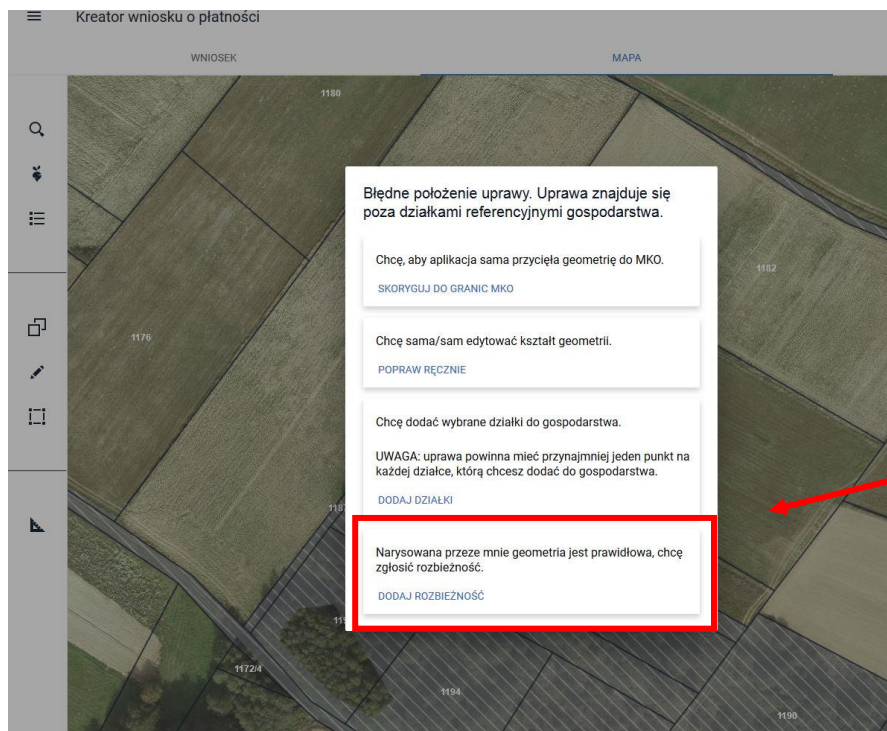 Kreator wniosku o płatności
WNIOSEK
MAPA
1180
Błędne położenie uprawy. Uprawa znajduje się
poza działkami referencyjnymi gospodarstwa.
Chcę, aby aplikacja sama przycięła geometrię do MKO.
SKORYGUJ DO GRANIC MKO
1182
1176
Chcę sama/sam edytować kształt geometrii.
POPRAW RĘCZNIE
Chcę dodać wybrane działki do gospodarstwa.
UWAGA: uprawa powinna mieć przynajmniej jeden punkt na
każdej działce, którą chcesz dodać do gospodarstwa.
DODAJ DZIAŁKI
Narysowana przeze mnie geometria jest prawidłowa, chcę
zgłosić rozbieżność.
DODAJ ROZBIEŻNOŚĆ
1172/4
1194
1190